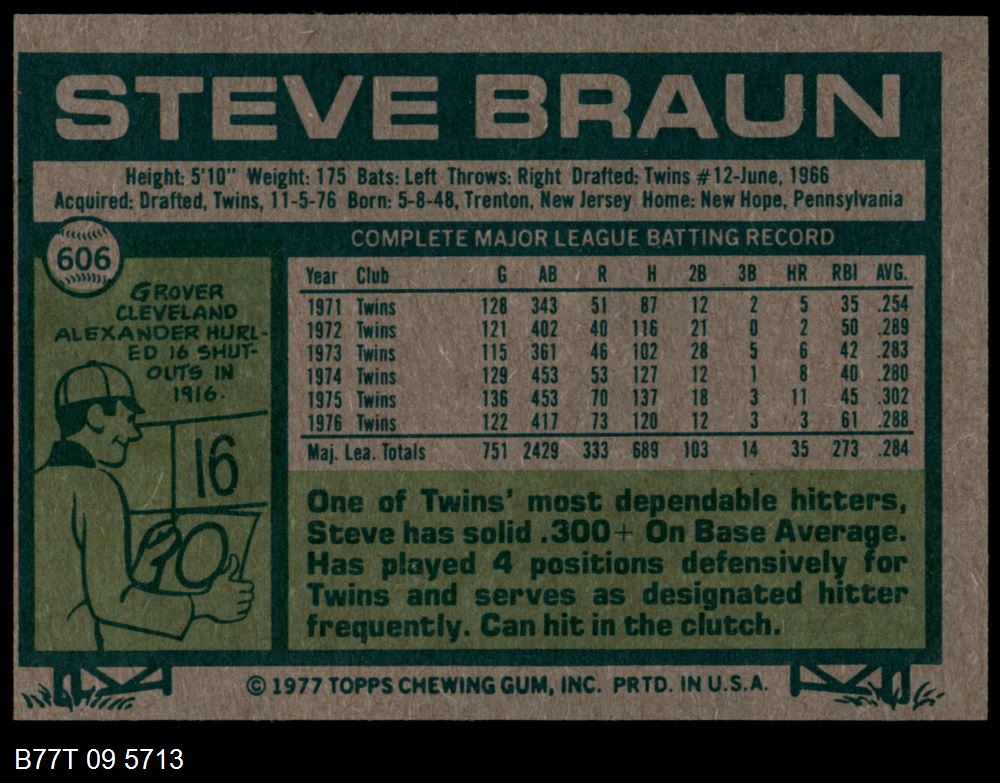 STEVE BRAUN
Height: 5'10" Weight: 175 Bats: Left Throws: Right Drafted: Twins #12-June, 1966
Acquired: Drafted, Twins, 11-5-76 Born: 5-8-48, Trenton, New Jersey Home: New Hope, Pennsylvania
606
GROVER
CLEVELAND
ALEXANDER HURL-
ED 16 SHUT-
OUTS IN
1916.
16
COMPLETE MAJOR LEAGUE BATTING RECORD
Year Club G AB R H 2B 3B HR RBI AVG.
1971 Twins 128 343 51 87 12 2 5 35 .254
1972 Twins 121 402 40 116 21 0 2 50 .289
1973 Twins 115 361 46 102 28 5 6 42 .283
1974 Twins 129 453 53 127 12 1 8 40 .280
1975 Twins 136 453 70 137 18 3 11 45 .302
1976 Twins 122 417 73 120 12 3 3 61 .288
Maj. Lea. Totals 751 2429 333 689 103 14 35 273 .284
One of Twins' most dependable hitters,
Steve has solid .300+ On Base Average.
Has played 4 positions defensively for
Twins and serves as designated hitter
frequently. Can hit in the clutch.
© 1977 TOPPS CHEWING GUM, INC. PRTD. IN U.S.A.
B77T 09 5713